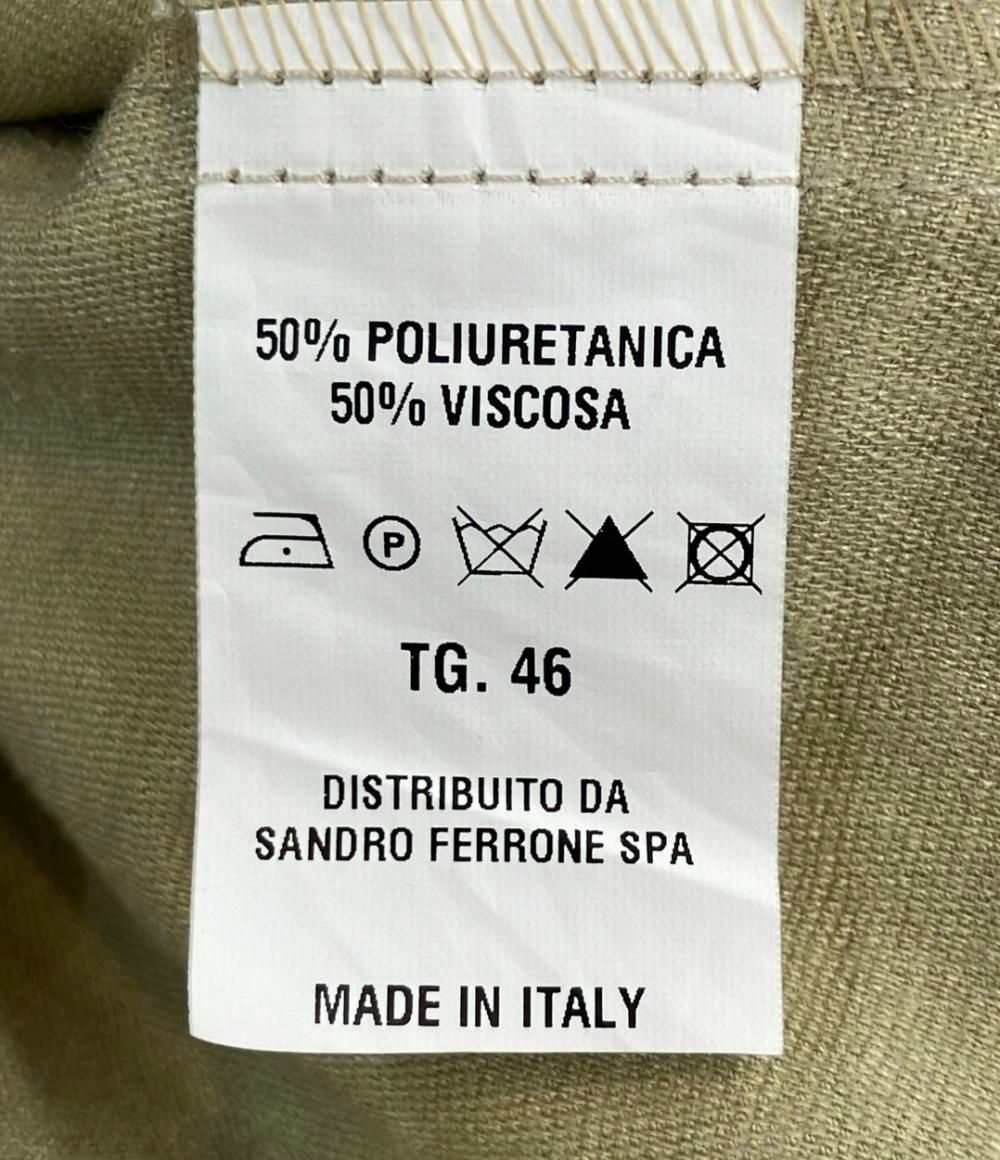 50% POLIURETANICA
50% VISCOSA
P
TG. 46
DISTRIBUITO DA
SANDRO FERRONE SPA
MADE IN ITALY